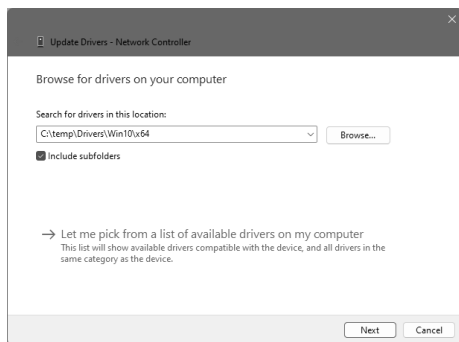 Update Drivers - Network Controller
Browse for drivers on your computer
Search for drivers in this location:
C:\temp\Drivers\Win10\x64
Browse...
Include subfolders
Let me pick from a list of available drivers on my computer
This list will show available drivers compatible with the device, and all drivers in the
same category as the device.
Next
Cancel